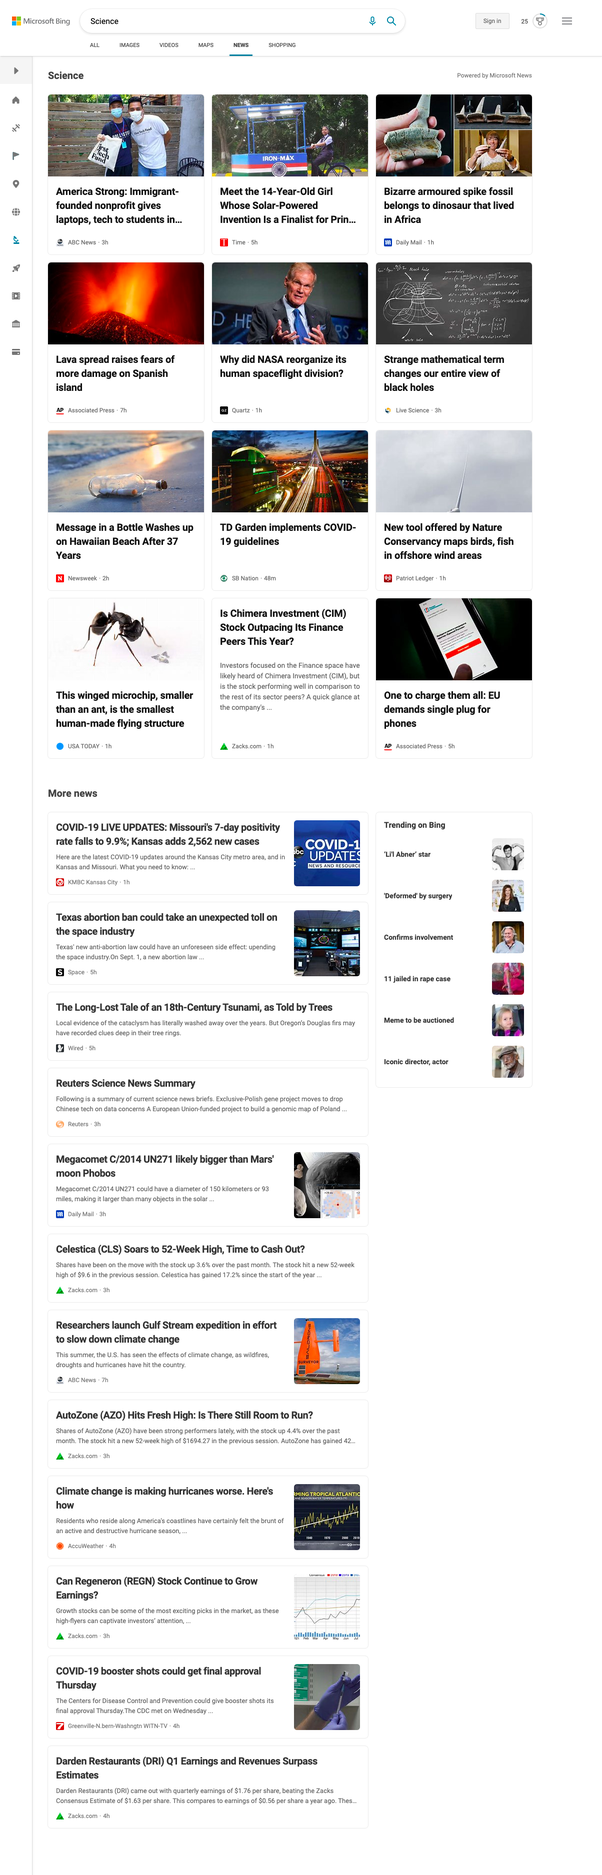 Microsoft Bing
Science
Sign in
25
ALL
IMAGES
VIDEOS
MAPS
NEWS
SHOPPING
Science
Powered by Microsoft News
IRON-MAX
America Strong: Immigrant-
founded nonprofit gives
laptops, tech to students in...
ABC News · 3h
Meet the 14-Year-Old Girl
Whose Solar-Powered
Invention Is a Finalist for Prin...
Time · 5h
Bizarre armoured spike fossil
belongs to dinosaur that lived
in Africa
Daily Mail · 1h
Lava spread raises fears of
more damage on Spanish
island
Associated Press · 7h
Why did NASA reorganize its
human spaceflight division?
Quartz · 1h
Strange mathematical term
changes our entire view of
black holes
Live Science · 3h
Message in a Bottle Washes up
on Hawaiian Beach After 37
Years
Newsweek · 2h
TD Garden implements COVID-
19 guidelines
SB Nation · 48m
New tool offered by Nature
Conservancy maps birds, fish
in offshore wind areas
Patriot Ledger · 1h
This winged microchip, smaller
than an ant, is the smallest
human-made flying structure
USA TODAY · 1h
Is Chimera Investment (CIM)
Stock Outpacing Its Finance
Peers This Year?
Investors focused on the Finance space have
likely heard of Chimera Investment (CIM), but
is the stock performing well in comparison to
the rest of its sector peers? A quick glance at
the company's ...
Zacks.com · 1h
One to charge them all: EU
demands single plug for
phones
Associated Press · 5h
More news
COVID-19 LIVE UPDATES: Missouri's 7-day positivity
rate falls to 9.9%; Kansas adds 2,562 new cases
Here are the latest COVID-19 updates around the Kansas City metro area, and in
Kansas and Missouri. What you need to know: ...
KMBC Kansas City · 1h
abc
COVID-1
UPDATES
NEWS AND RESOURCE
Texas abortion ban could take an unexpected toll on
the space industry
Texas' new anti-abortion law could have an unforeseen side effect: upending
the space industry.On Sept. 1, a new abortion law ...
Space · 5h
The Long-Lost Tale of an 18th-Century Tsunami, as Told by Trees
Local evidence of the cataclysm has literally washed away over the years. But Oregon's Douglas firs may
have recorded clues deep in their tree rings.
Wired · 5h
Reuters Science News Summary
Following is a summary of current science news briefs. Exclusive-Polish gene project moves to drop
Chinese tech on data concerns A European Union-funded project to build a genomic map of Poland ...
Reuters · 3h
Megacomet C/2014 UN271 likely bigger than Mars'
moon Phobos
Megacomet C/2014 UN271 could have a diameter of 150 kilometers or 93
miles, making it larger than many objects in the solar ...
Daily Mail · 3h
Celestica (CLS) Soars to 52-Week High, Time to Cash Out?
Shares have been on the move with the stock up 3.6% over the past month. The stock hit a new 52-week
high of $9.6 in the previous session. Celestica has gained 17.2% since the start of the year ...
Zacks.com · 3h
Researchers launch Gulf Stream expedition in effort
to slow down climate change
This summer, the U.S. has seen the effects of climate change, as wildfires,
droughts and hurricanes have hit the country.
ABC News · 7h
AutoZone (AZO) Hits Fresh High: Is There Still Room to Run?
Shares of AutoZone (AZO) have been strong performers lately, with the stock up 4.4% over the past
month. The stock hit a new 52-week high of $1694.27 in the previous session. AutoZone has gained 42...
Zacks.com · 3h
Climate change is making hurricanes worse. Here's
how
Residents who reside along America's coastlines have certainly felt the brunt of
an active and destructive hurricane season, ...
AccuWeather · 4h
MING TROPICAL ATLANTIC
Can Regeneron (REGN) Stock Continue to Grow
Earnings?
Growth stocks can be some of the most exciting picks in the market, as these
high-flyers can captivate investors' attention, ...
Zacks.com · 3h
COVID-19 booster shots could get final approval
Thursday
The Centers for Disease Control and Prevention could give booster shots its
final approval Thursday.The CDC met on Wednesday ...
Greenville-N.bern-Washngtn WITN-TV · 4h
Darden Restaurants (DRI) Q1 Earnings and Revenues Surpass
Estimates
Darden Restaurants (DRI) came out with quarterly earnings of $1.76 per share, beating the Zacks
Consensus Estimate of $1.63 per share. This compares to earnings of $0.56 per share a year ago. Thes...
Zacks.com · 4h
Trending on Bing
'Li'l Abner' star
'Deformed' by surgery
Confirms involvement
11 jailed in rape case
Meme to be auctioned
Iconic director, actor